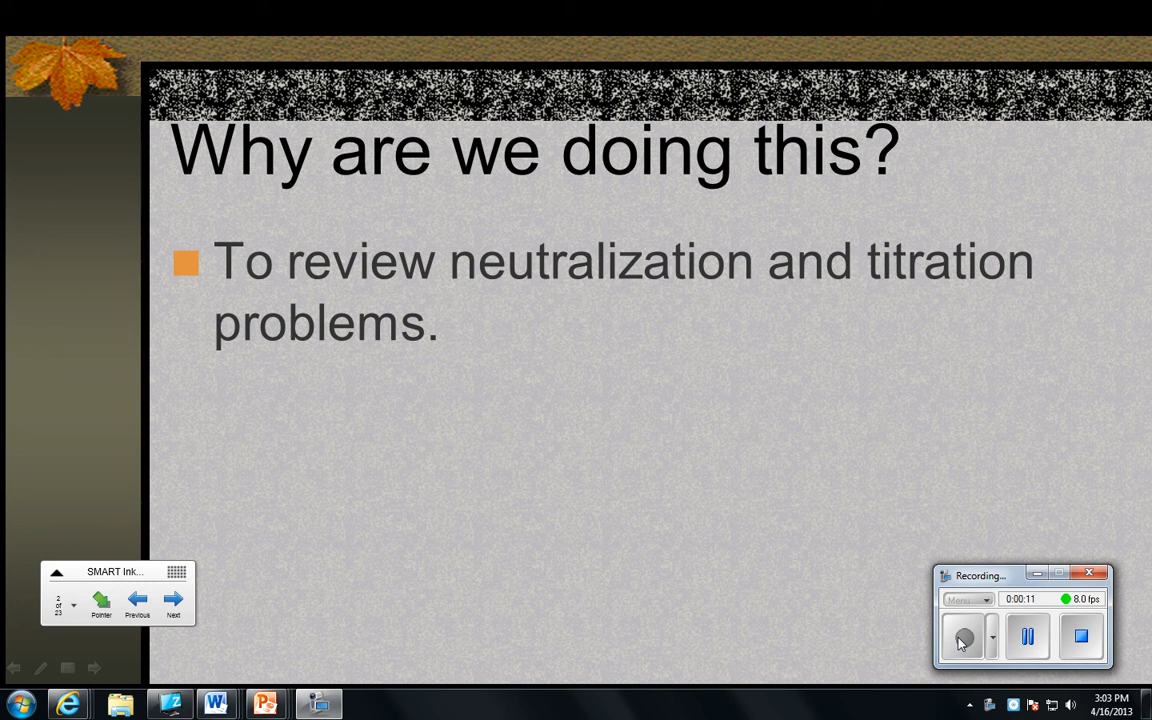 Why are we doing this?
To review neutralization and titration
problems.
SMART Ink...
2
of
23
Pointer
Previous
Next
Recording...
Menu
0:00:11
8.0 fps
3:03 PM
4/16/2013